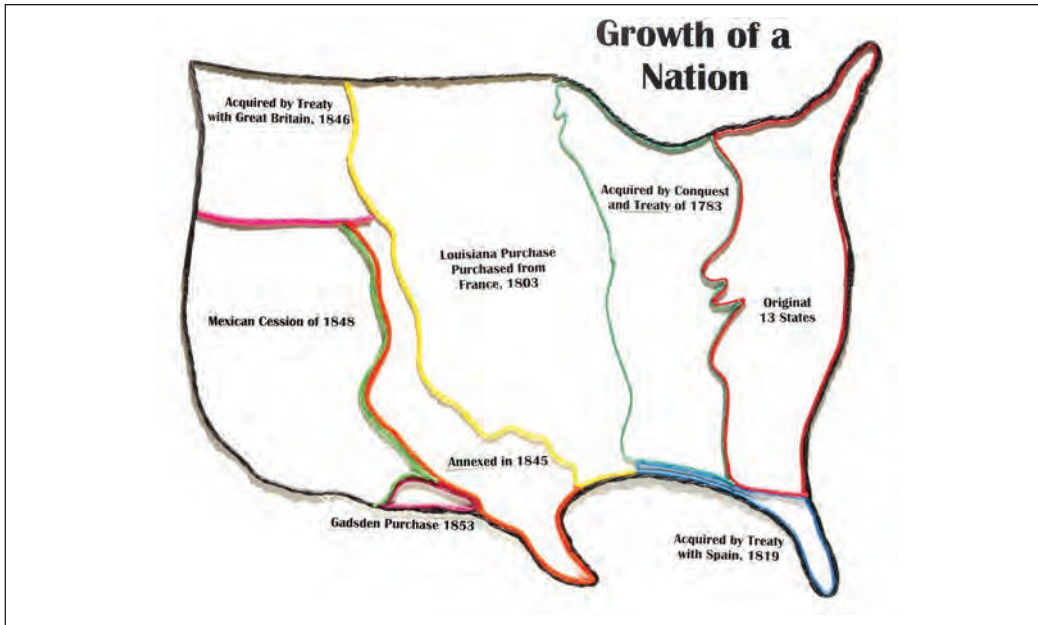 Growth of a
Nation
Acquired by Treaty
with Great Britain, 1846
Acquired by Conquest
and Treaty of 1783
Louisiana Purchase
Purchased from
France, 1803
Original
13 States
Mexican Cession of 1848
Annexed in 1845
Gadsden Purchase 1853
Acquired by Treaty
with Spain, 1819